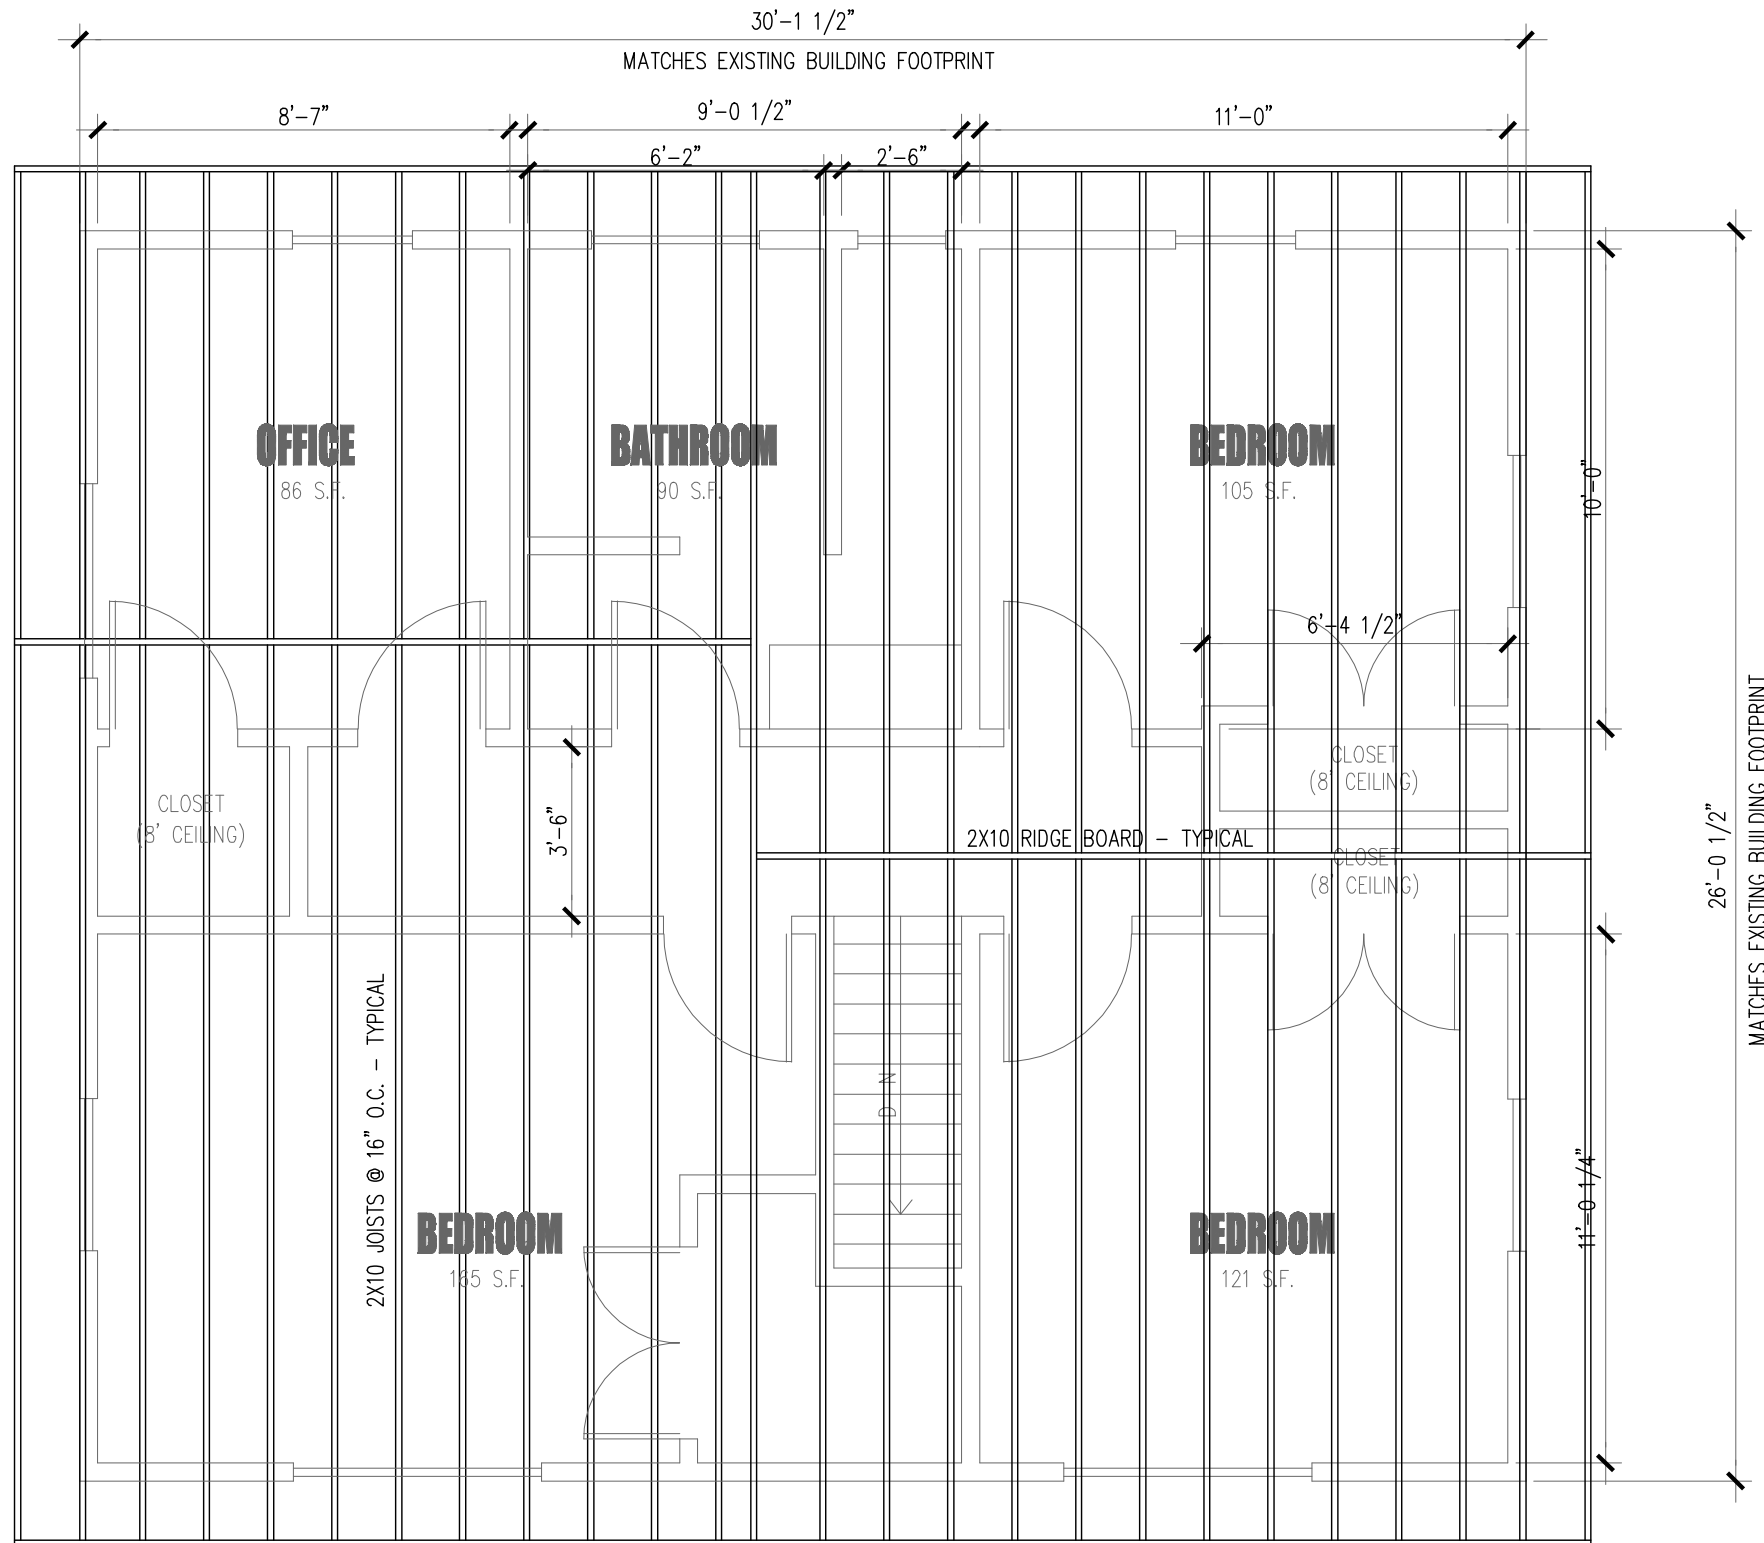 30'-1 1/2"
MATCHES EXISTING BUILDING FOOTPRINT
8'-7"
9'-0 1/2"
11'-0"
6'-2"
2'-6"
OFFICE
86 S.F.
BATHROOM
90 S.F.
BEDROOM
105 S.F.
10'-0"
6'-4 1/2"
CLOSET
(8' CEILING)
3'-6"
CLOSET
(8' CEILING)
2X10 RIDGE BOARD - TYPICAL
CLOSET
(8' CEILING)
26'-0 1/2"
MATCHES EXISTING BUILDING FOOTPRINT
2X10 JOISTS @ 16" O.C. - TYPICAL
DN
BEDROOM
165 S.F.
BEDROOM
121 S.F.
11'-0 1/4"